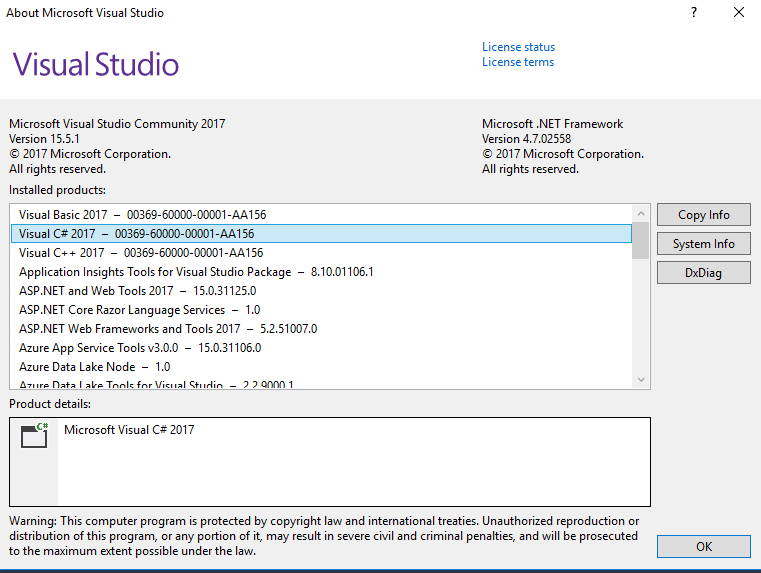 About Microsoft Visual Studio
?
Visual Studio
License status
License terms
Microsoft Visual Studio Community 2017
Version 15.5.1
© 2017 Microsoft Corporation.
All rights reserved.
Microsoft .NET Framework
Version 4.7.02558
© 2017 Microsoft Corporation.
All rights reserved.
Installed products:
Visual Basic 2017 – 00369-60000-00001-AA156
Visual C# 2017 – 00369-60000-00001-AA156
Visual C++ 2017 – 00369-60000-00001-AA156
Application Insights Tools for Visual Studio Package – 8.10.01106.1
ASP.NET and Web Tools 2017 – 15.0.31125.0
ASP.NET Core Razor Language Services – 1.0
ASP.NET Web Frameworks and Tools 2017 – 5.2.51007.0
Azure App Service Tools v3.0.0 – 15.0.31106.0
Azure Data Lake Node – 1.0
Azure Data Lake Tools for Visual Studio – 2.2.9000.1
Copy Info
System Info
DxDiag
Product details:
C#
Microsoft Visual C# 2017
Warning: This computer program is protected by copyright law and international treaties. Unauthorized reproduction or
distribution of this program, or any portion of it, may result in severe civil and criminal penalties, and will be prosecuted
to the maximum extent possible under the law.
OK